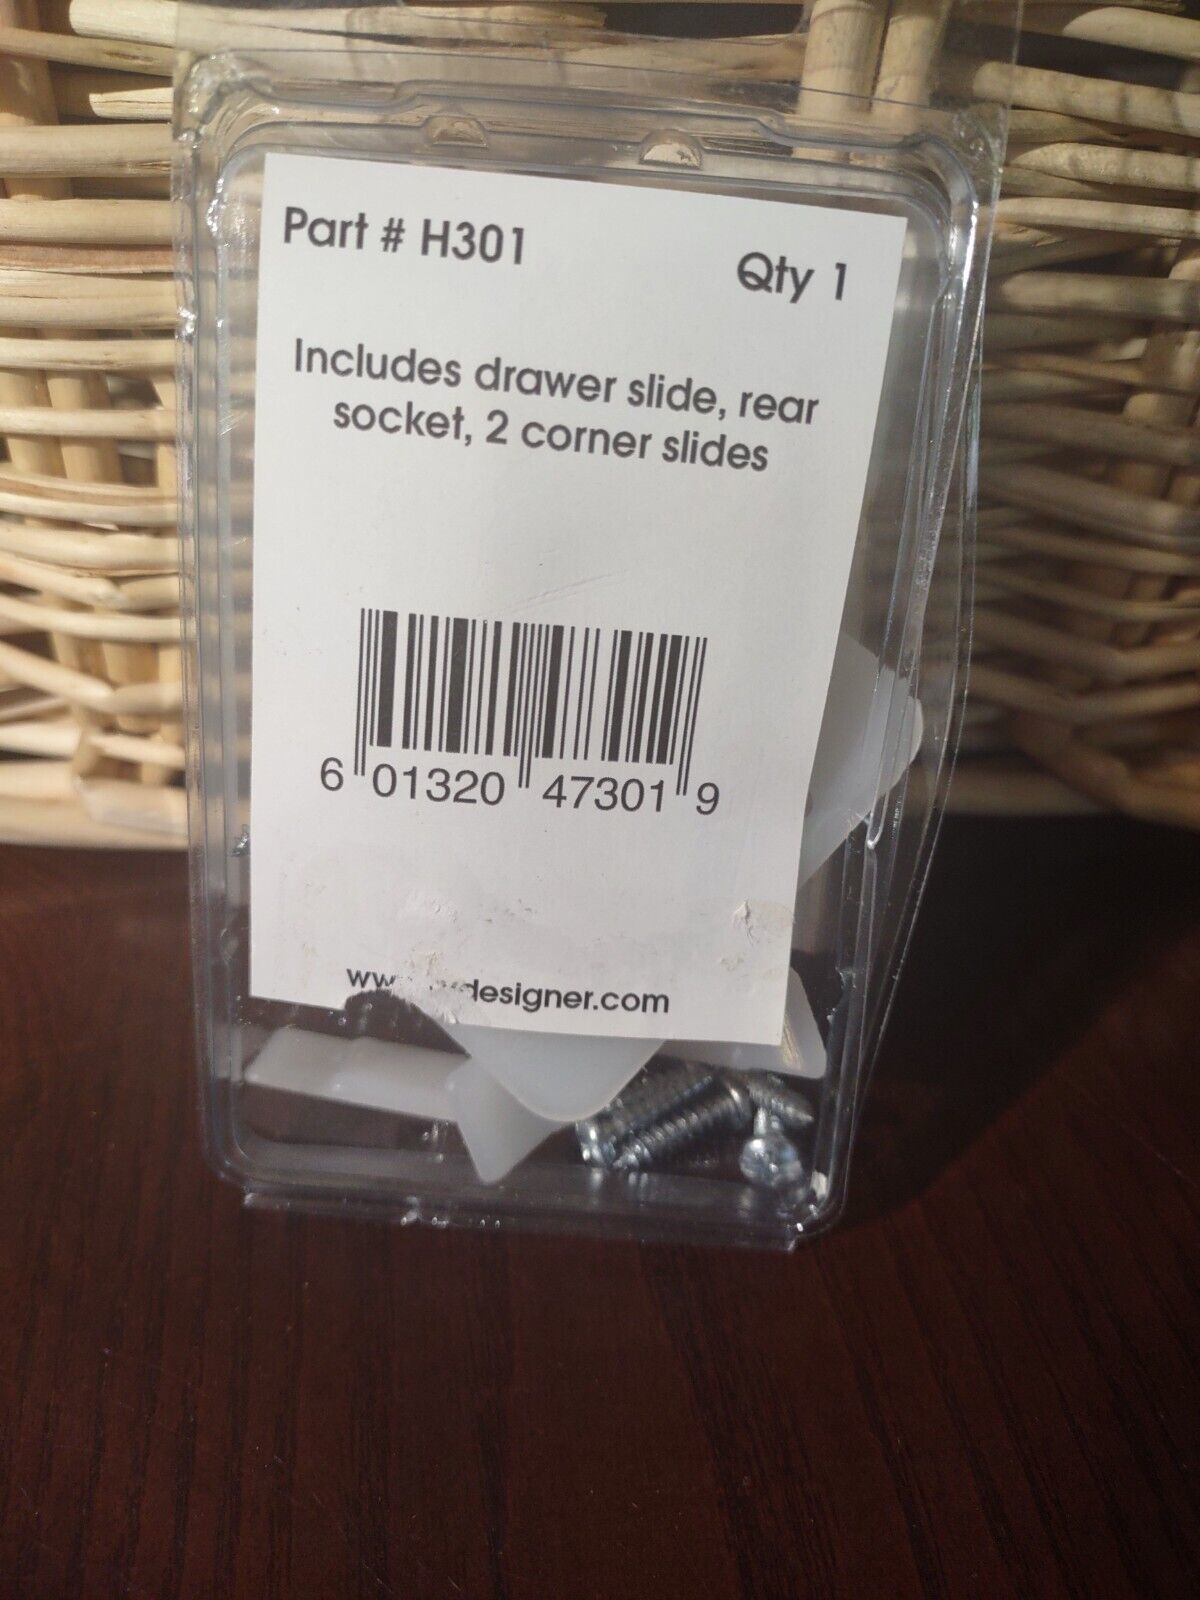 Part # H301
Qty 1
Includes drawer slide, rear
socket, 2 corner slides
6 01320 47301 9
designer.com